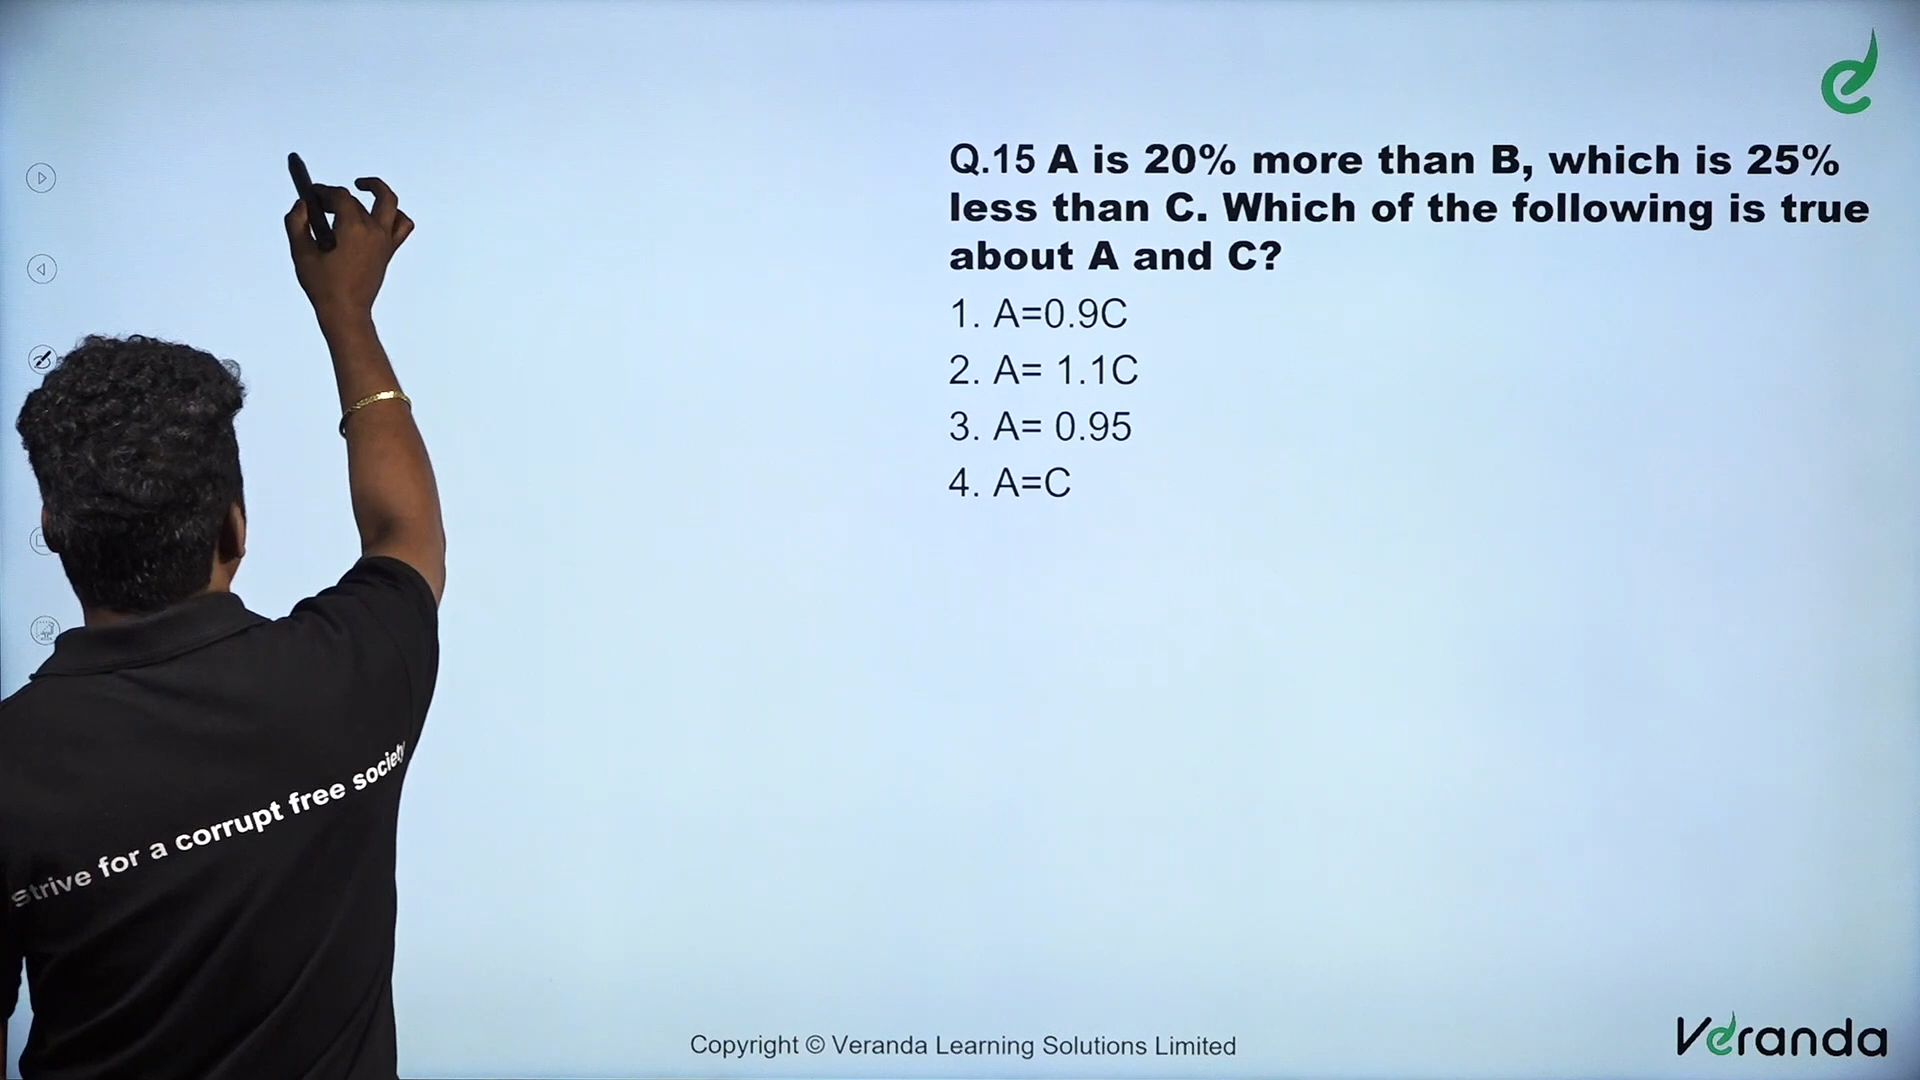 Q.15 A is 20% more than B, which is 25%
less than C. Which of the following is true
about A and C?
1. A=0.9C
2. A= 1.1C
3. A= 0.95
4. A=C
strive for a corrupt free society
Copyright © Veranda Learning Solutions Limited
Veranda